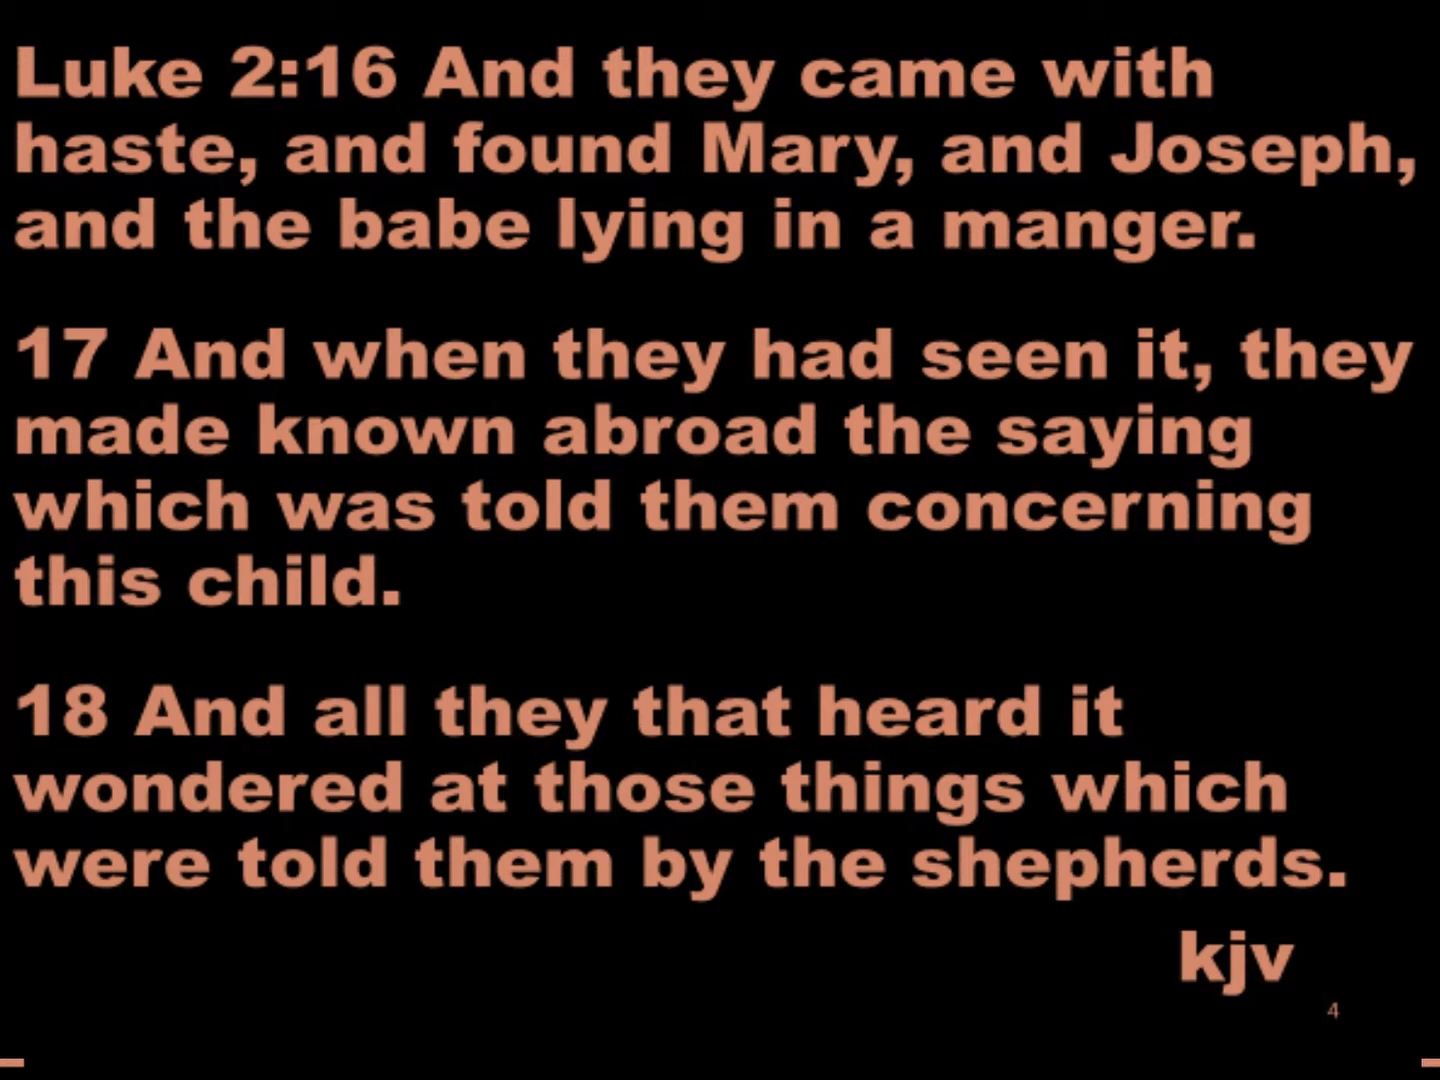 Luke 2:16 And they came with
haste, and found Mary, and Joseph,
and the babe lying in a manger.
17 And when they had seen it, they
made known abroad the saying
which was told them concerning
this child.
18 And all they that heard it
wondered at those things which
were told them by the shepherds.
kjv
4